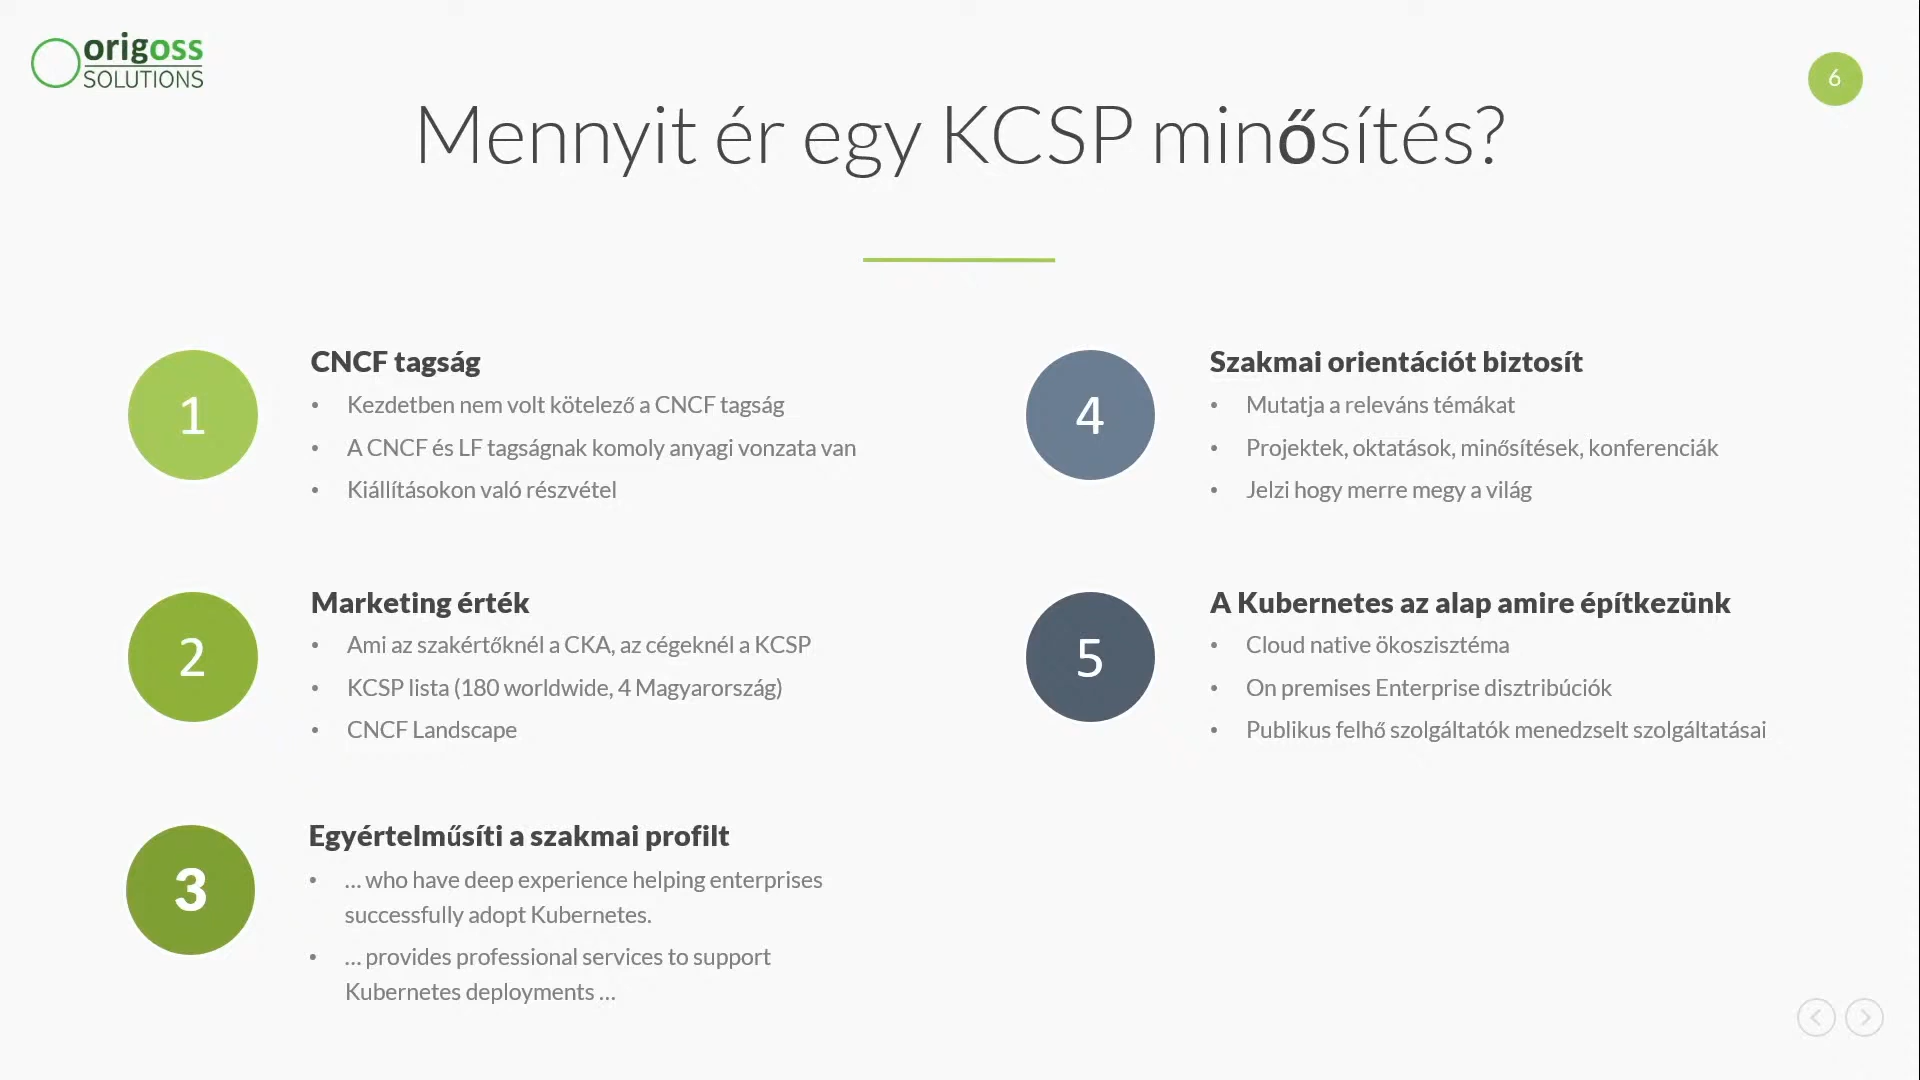 origoss
SOLUTIONS
6
Mennyit ér egy KCSP minősítés?
1
CNCF tagság
• Kezdetben nem volt kötelező a CNCF tagság
• A CNCF és LF tagságnak komoly anyagi vonzata van
• Kiállításokon való részvétel
2
Marketing érték
• Ami az szakértőknél a CKA, az cégeknél a KCSP
• KCSP lista (180 worldwide, 4 Magyarország)
• CNCF Landscape
3
Egyértelműsíti a szakmai profilt
• ... who have deep experience helping enterprises
successfully adopt Kubernetes.
• ... provides professional services to support
Kubernetes deployments ...
4
Szakmai orientációt biztosít
• Mutatja a releváns témákat
• Projektek, oktatások, minősítések, konferenciák
• Jelzi hogy merre megy a világ
5
A Kubernetes az alap amire építkezünk
• Cloud native ökoszisztéma
• On premises Enterprise disztribúciók
• Publikus felhő szolgáltatók menedzselt szolgáltatásai